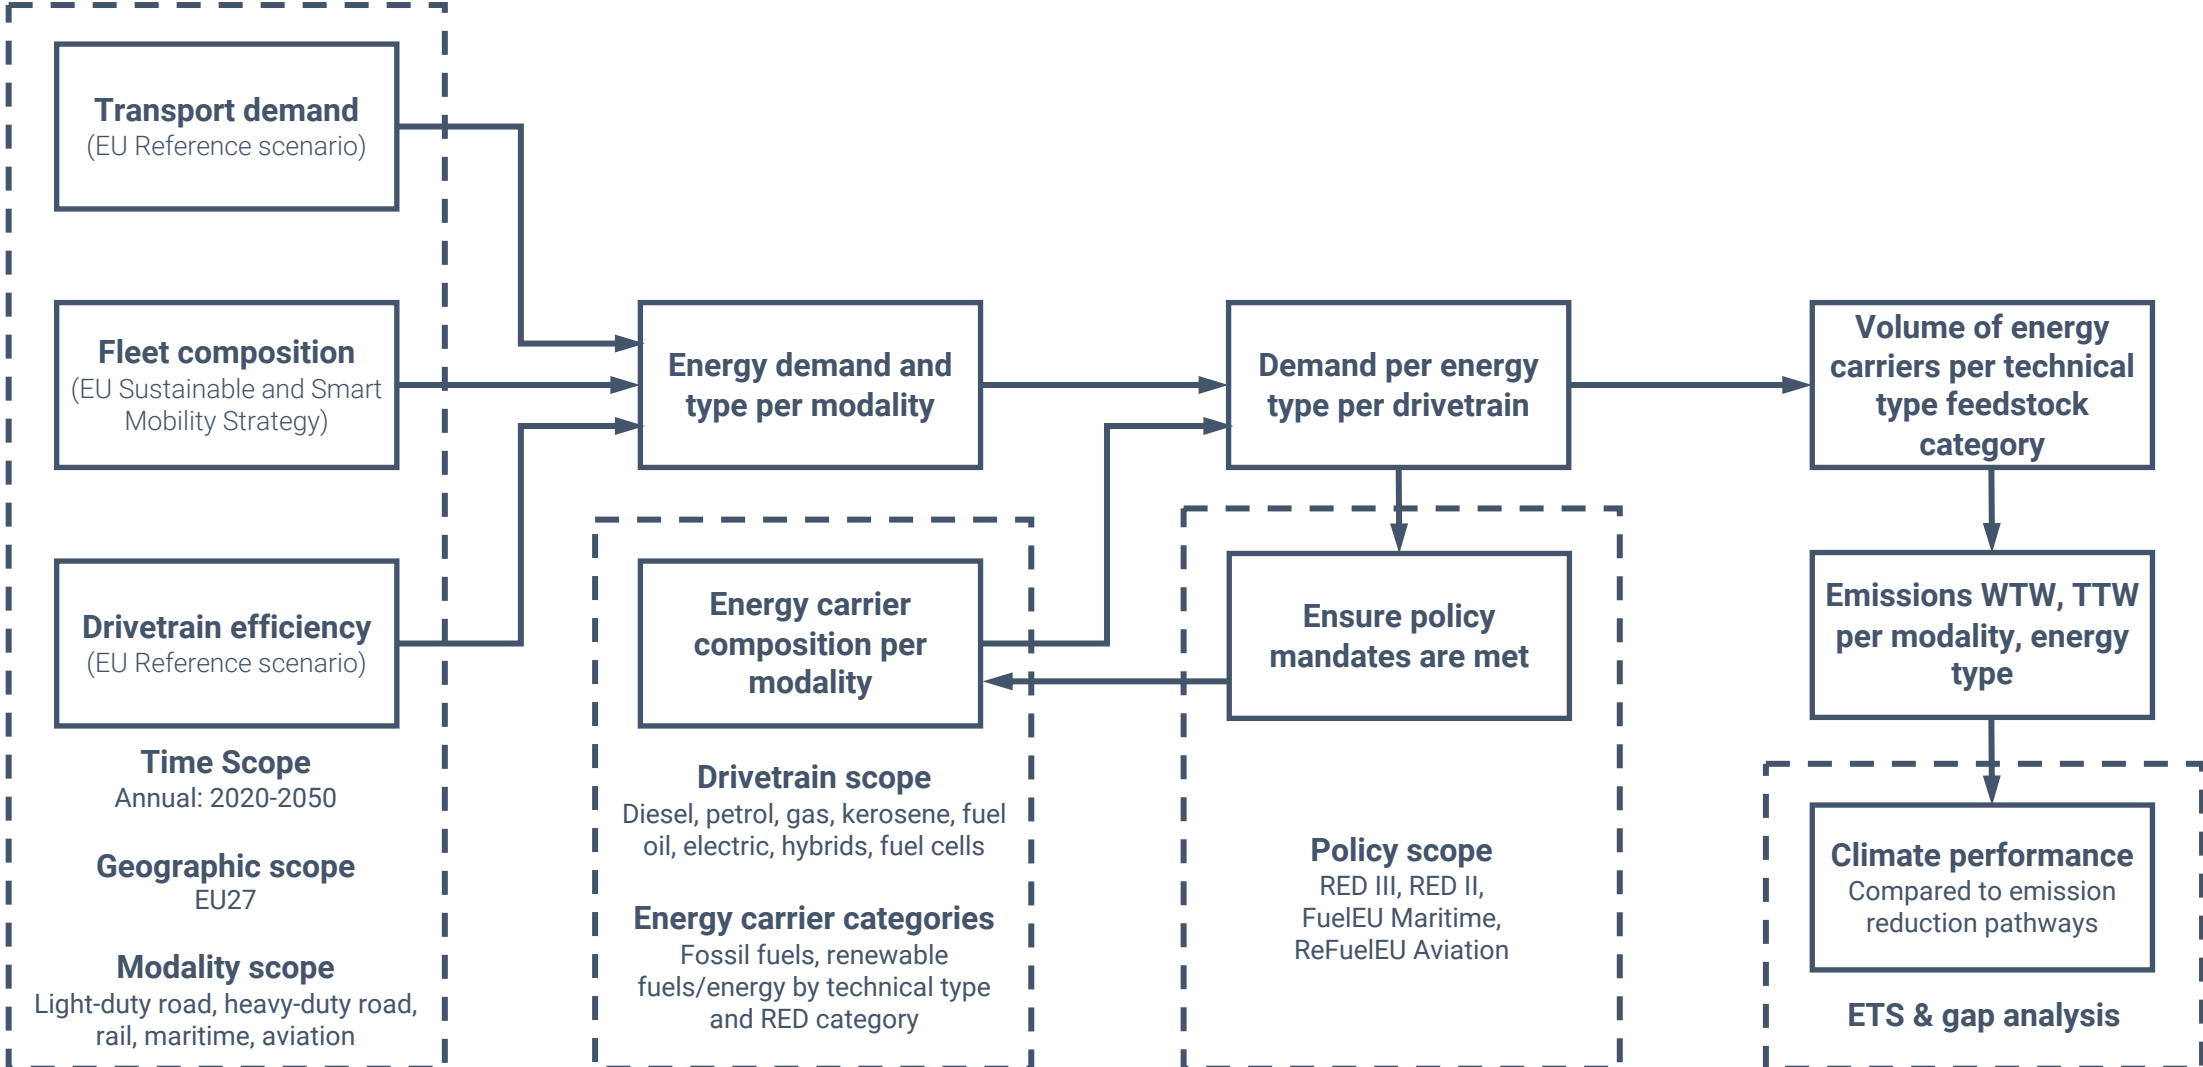 Transport demand
(EU Reference scenario)
Fleet composition
(EU Sustainable and Smart
Mobility Strategy)
Drivetrain efficiency
(EU Reference scenario)
Time Scope
Annual: 2020-2050
Geographic scope
EU27
Modality scope
Light-duty road, heavy-duty road,
rail, maritime, aviation
Energy demand and
type per modality
Energy carrier
composition per
modality
Drivetrain scope
Diesel, petrol, gas, kerosene, fuel
oil, electric, hybrids, fuel cells
Energy carrier categories
Fossil fuels, renewable
fuels/energy by technical type
and RED category
Demand per energy
type per drivetrain
Ensure policy
mandates are met
Policy scope
RED III, RED II,
FuelEU Maritime,
ReFuelEU Aviation
Volume of energy
carriers per technical
type feedstock
category
Emissions WTW, TTW
per modality, energy
type
Climate performance
Compared to emission
reduction pathways
ETS & gap analysis